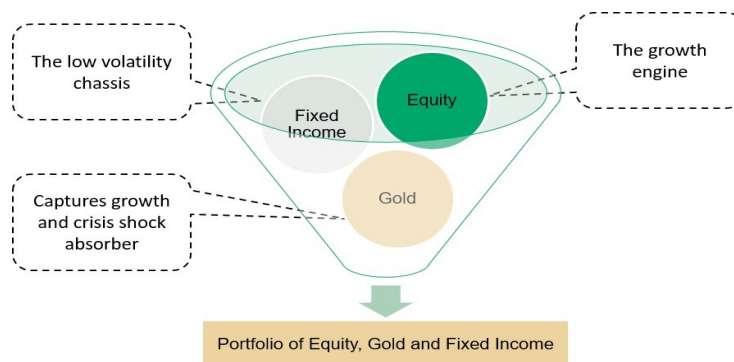 The low volatility
chassis
The growth
engine
Equity
Fixed
Income
Gold
Captures growth
and crisis shock
absorber
Portfolio of Equity, Gold and Fixed Income